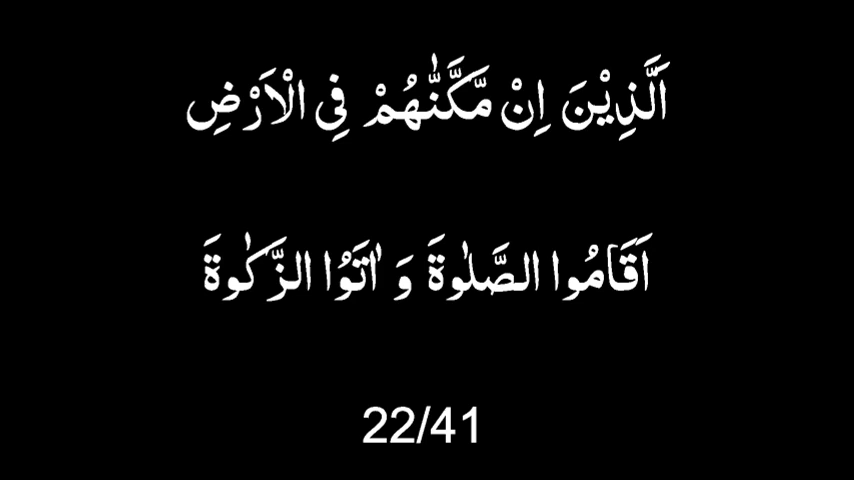 اَلَّذِیْنَ اِنْ مَّكَّنّٰهُمْ فِی الْاَرْضِ
اَقَامُوا الصَّلٰوةَ وَ اٰتَوُا الزَّكٰوةَ
22/41